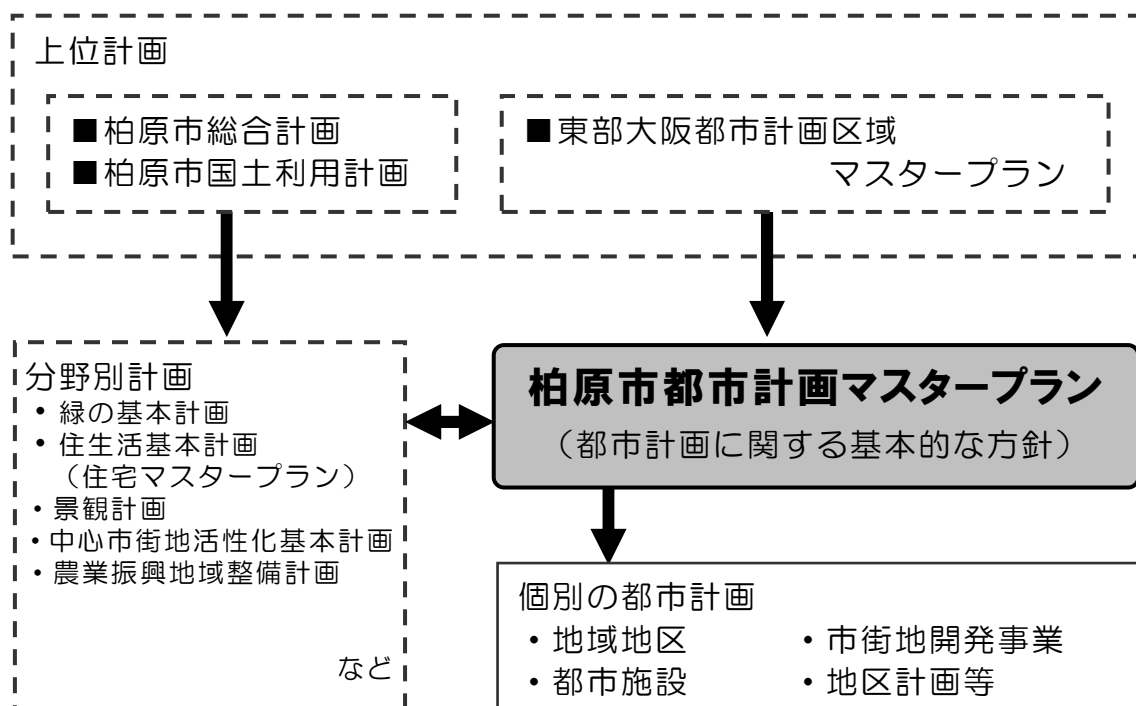 上位計画
■柏原市総合計画
■柏原市国土利用計画
■東部大阪都市計画区域
マスタープラン
分野別計画
・緑の基本計画
・住生活基本計画
（住宅マスタープラン）
・景観計画
・中心市街地活性化基本計画
・農業振興地域整備計画
など
柏原市都市計画マスタープラン
（都市計画に関する基本的な方針）
個別の都市計画
・地域地区 ・市街地開発事業
・都市施設 ・地区計画等